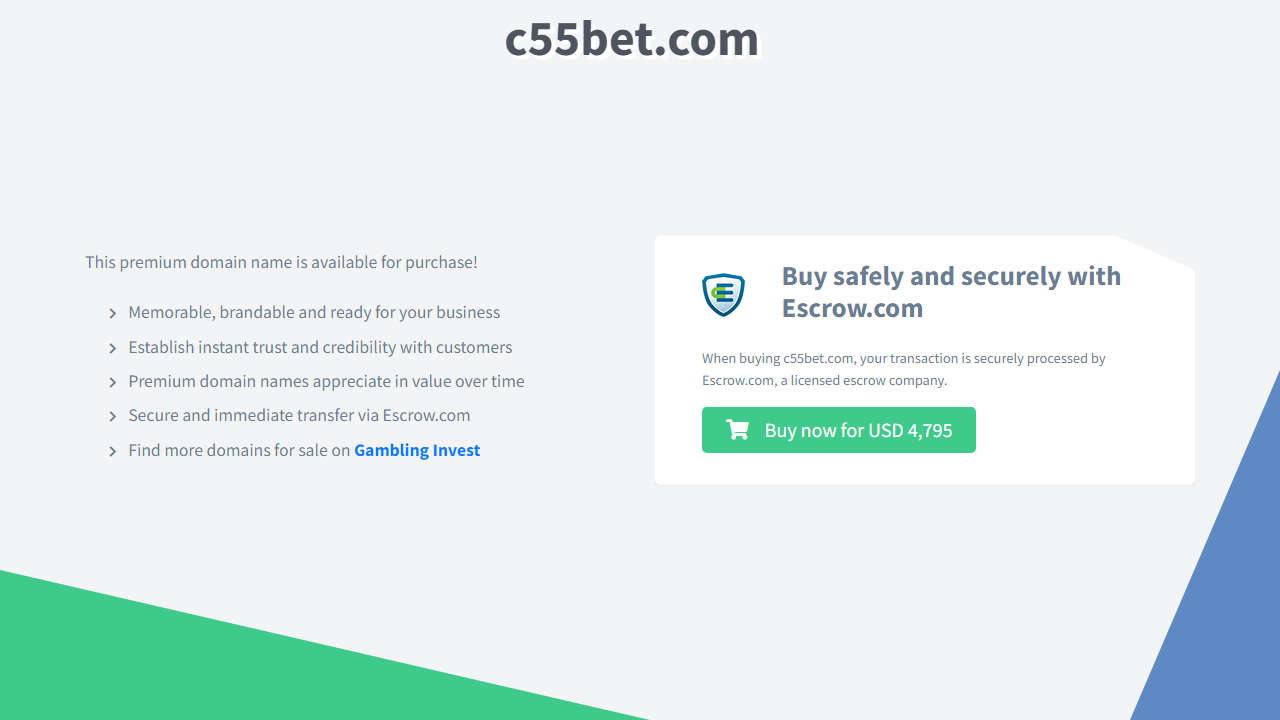 c55bet.com
This premium domain name is available for purchase!
Memorable, brandable and ready for your business
Establish instant trust and credibility with customers
Premium domain names appreciate in value over time
Secure and immediate transfer via Escrow.com
Find more domains for sale on Gambling Invest
Buy safely and securely with
Escrow.com
When buying c55bet.com, your transaction is securely processed by
Escrow.com, a licensed escrow company.
Buy now for USD 4,795